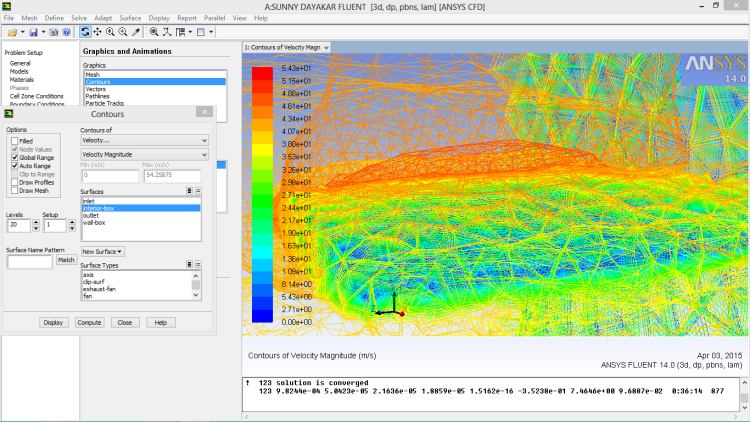 A:SUNNY DAYAKAR FLUENT [3d, dp, pbns, lam] [ANSYS CFD]
File Mesh Define Solve Adapt Surface Display Report Parallel View Help
Problem Setup
General
Models
Materials
Phases
Cell Zone Conditions
Boundary Conditions
Graphics and Animations
Graphics
Mesh
Contours
Vectors
Pathlines
Particle Tracks
1: Contours of Velocity Magn
Contours
Options
Filled
Node Values
Global Range
Auto Range
Clip to Range
Draw Profiles
Draw Mesh
Levels
Setup
20
1
Surface Name Pattern
Match
Contours of
Velocity...
Velocity Magnitude
Min (m/s)
Max (m/s)
0
54.25875
Surfaces
inlet
interior-box
outlet
wall-box
New Surface
Surface Types
axis
clip-surf
exhaust-fan
fan
Display
Compute
Close
Help
5.43e+01
5.15e+01
4.88e+01
4.61e+01
4.34e+01
4.07e+01
3.80e+01
3.53e+01
3.26e+01
2.98e+01
2.71e+01
2.44e+01
2.17e+01
1.90e+01
1.63e+01
1.36e+01
1.09e+01
8.14e+00
5.43e+00
2.71e+00
0.00e+00
ANSYS
14.0
Contours of Velocity Magnitude (m/s)
Apr 03, 2015
ANSYS FLUENT 14.0 (3d, dp, pbns, lam)
! 123 solution is converged
123 9.8244e-04 5.0423e-05 2.1636e-05 1.8859e-05 1.5162e-16 -3.5238e-01 7.4646e+00 9.6887e-02 0:36:14 877